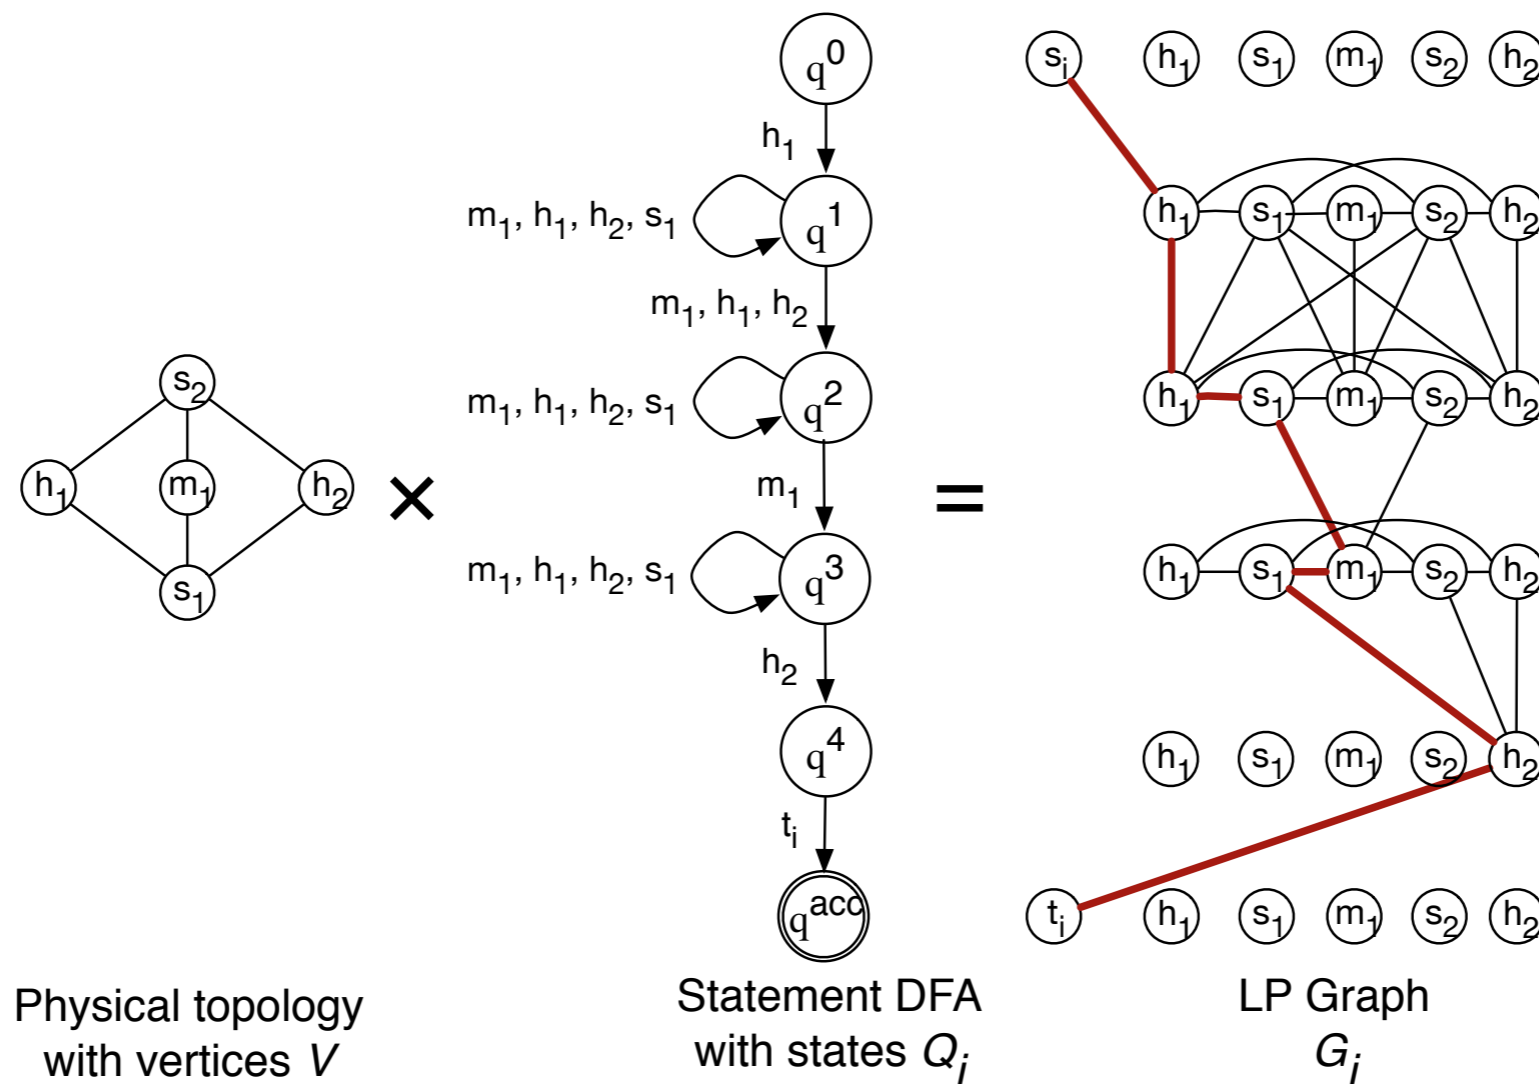 q⁰
h₁
m₁, h₁, h₂, s₁
q¹
m₁, h₁, h₂
m₁, h₁, h₂, s₁
q²
m₁
m₁, h₁, h₂, s₁
q³
h₂
q⁴
tᵢ
qᵃᶜᶜ
s₂
h₁ m₁ h₂
s₁
×
=
sᵢ h₁ s₁ m₁ s₂ h₂
h₁ s₁ m₁ s₂ h₂
h₁ s₁ m₁ s₂ h₂
h₁ s₁ m₁ s₂ h₂
h₁ s₁ m₁ s₂ h₂
tᵢ h₁ s₁ m₁ s₂ h₂
Physical topology
with vertices V
Statement DFA
with states Qᵢ
LP Graph
Gᵢ